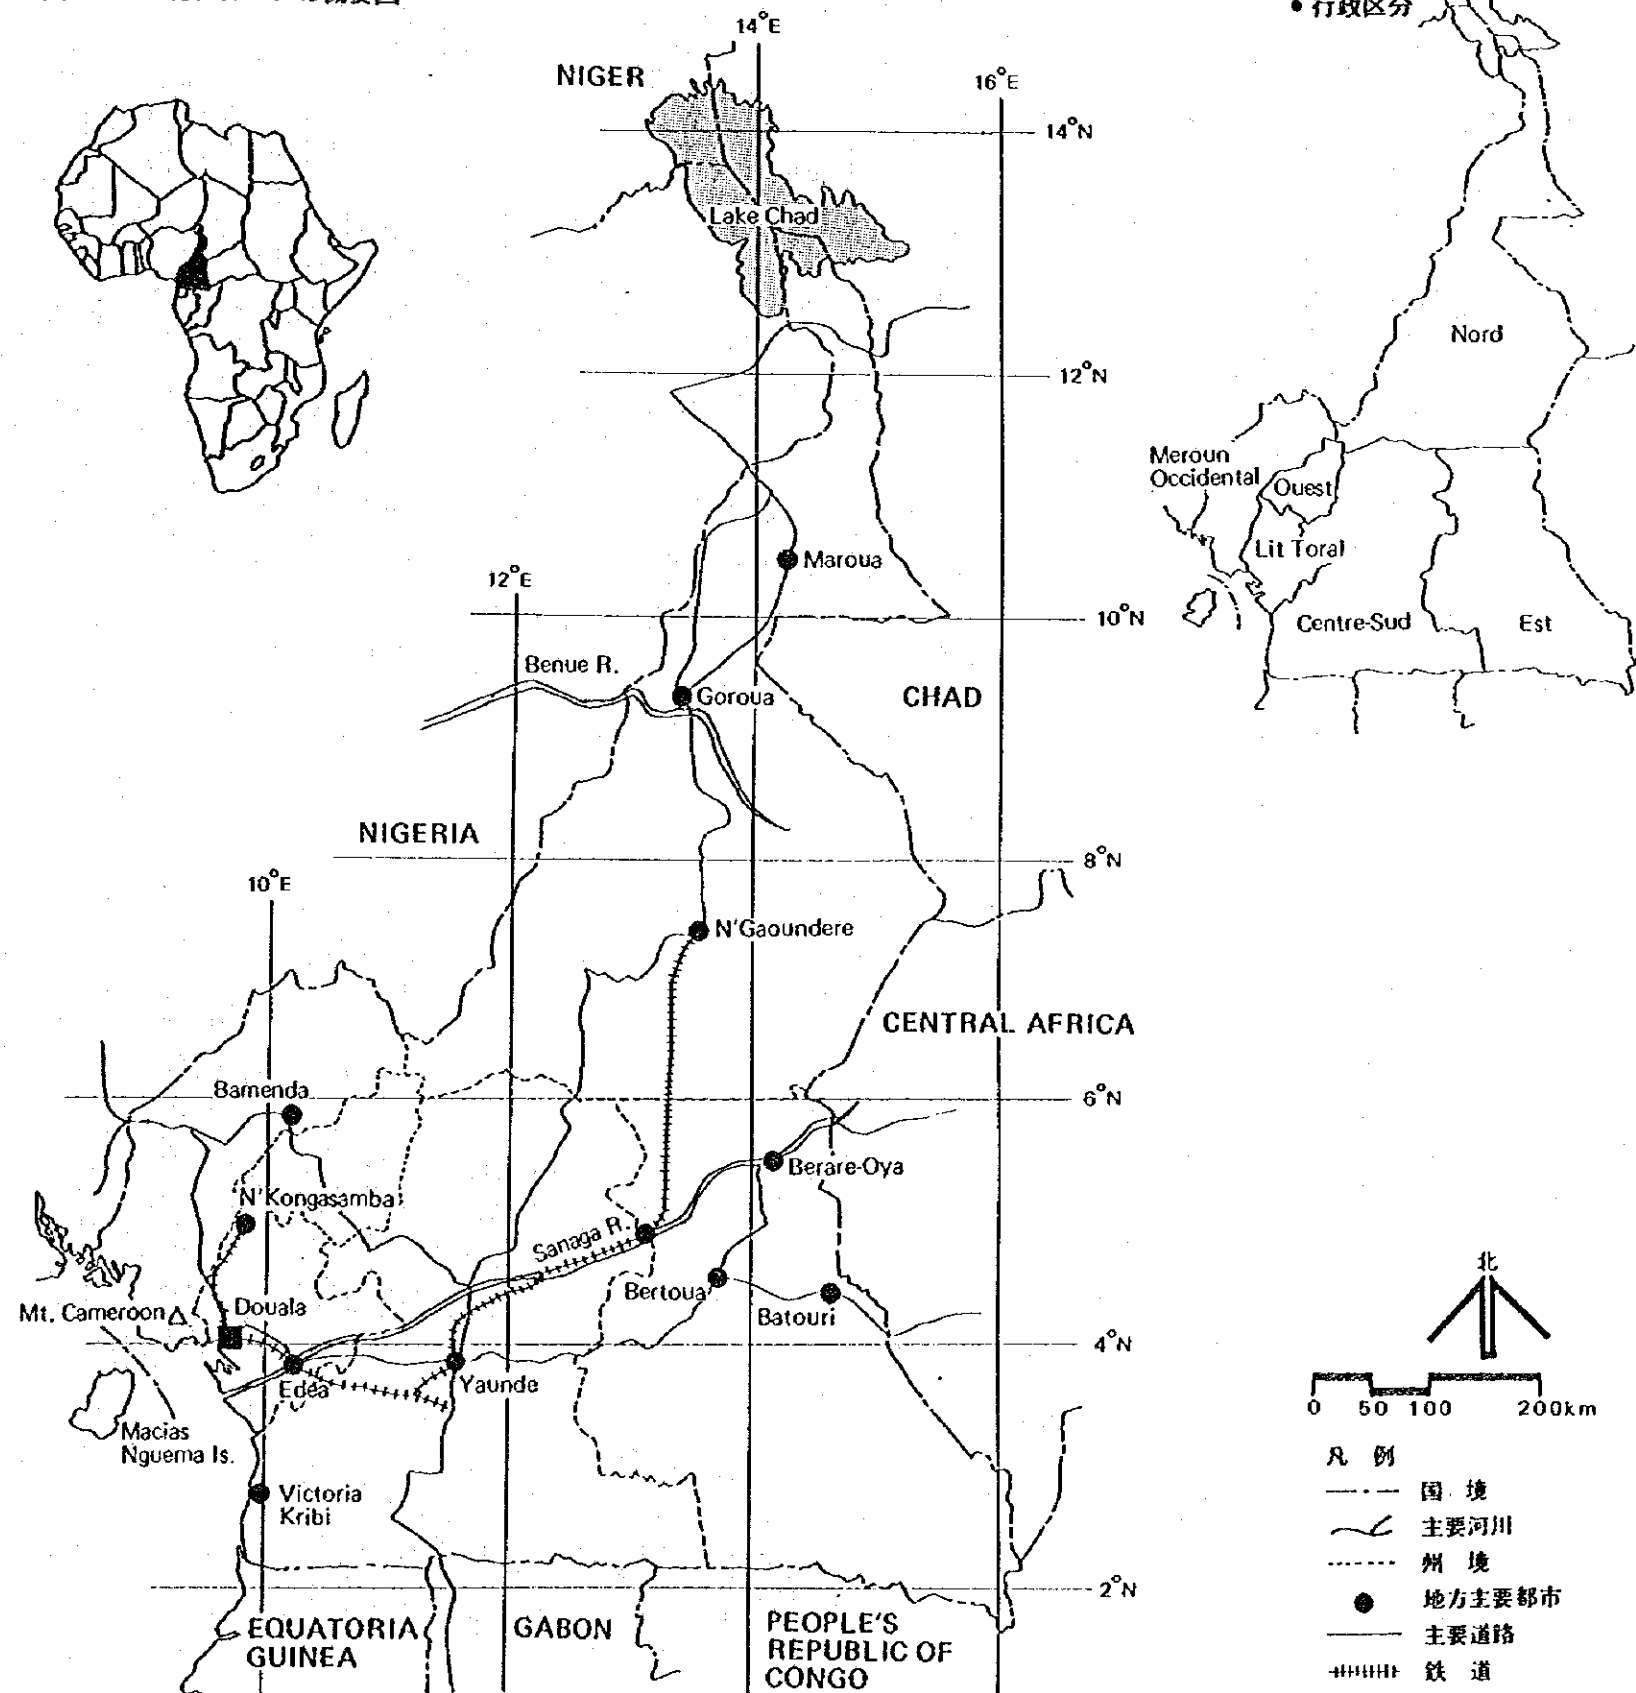 • 行政区分
14°E
NIGER
16°E
14°N
Lake Chad
12°N
Nord
Meroun
Occidental
Ouest
Lit Toral
Centre-Sud
Est
Maroua
12°E
10°N
Benue R.
Goroua
CHAD
NIGERIA
8°N
10°E
N'Gaoundere
CENTRAL AFRICA
Bamenda
6°N
Berare-Oya
N'Kongasamba
Sanaga R.
Bertoua
Batouri
Mt. Cameroon
Douala
4°N
Edea
Yaunde
Macias
Nguema Is.
Victoria
Kribi
2°N
EQUATORIA
GUINEA
GABON
PEOPLE'S
REPUBLIC OF
CONGO
北
0 50 100 200km
凡 例
国 境
主要河川
州 境
地方主要都市
主要道路
鉄 道